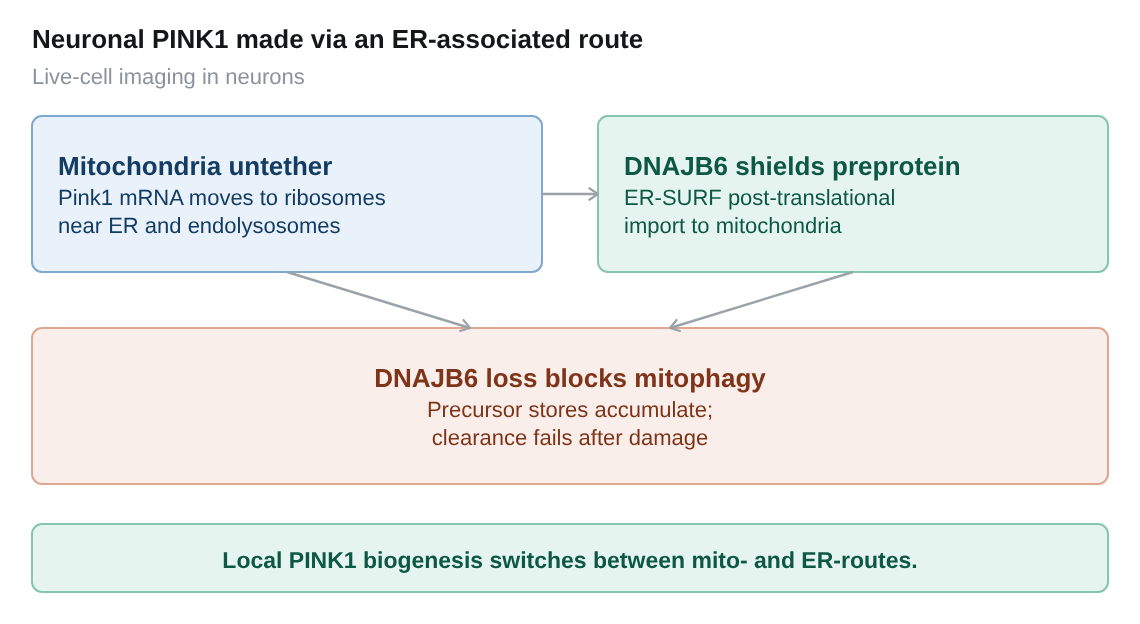 Neuronal PINK1 made via an ER-associated route
Live-cell imaging in neurons
Mitochondria untether
Pink1 mRNA moves to ribosomes
near ER and endolysosomes
DNAJB6 shields preprotein
ER-SURF post-translational
import to mitochondria
DNAJB6 loss blocks mitophagy
Precursor stores accumulate;
clearance fails after damage
Local PINK1 biogenesis switches between mito- and ER-routes.